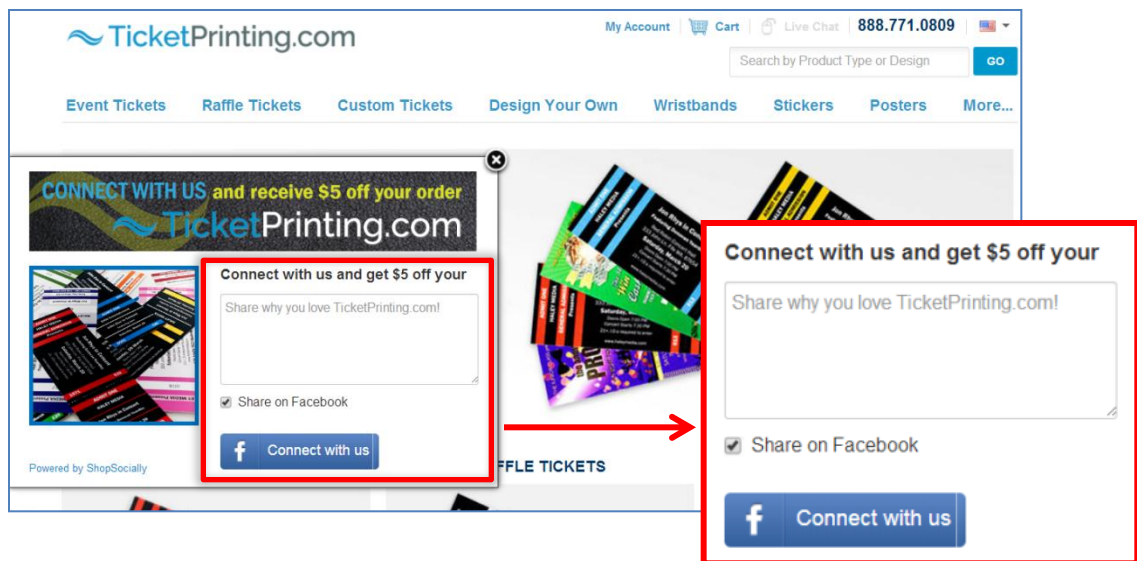 TicketPrinting.com
My Account
Cart
Live Chat
888.771.0809
Search by Product Type or Design
GO
Event Tickets
Raffle Tickets
Custom Tickets
Design Your Own
Wristbands
Stickers
Posters
More...
CONNECT WITH US and receive $5 off your order
TicketPrinting.com
Connect with us and get $5 off your
Share why you love TicketPrinting.com!
Share on Facebook
f Connect with us
Powered by ShopSocially
FFLE TICKETS
Connect with us and get $5 off your
Share why you love TicketPrinting.com!
Share on Facebook
f Connect with us